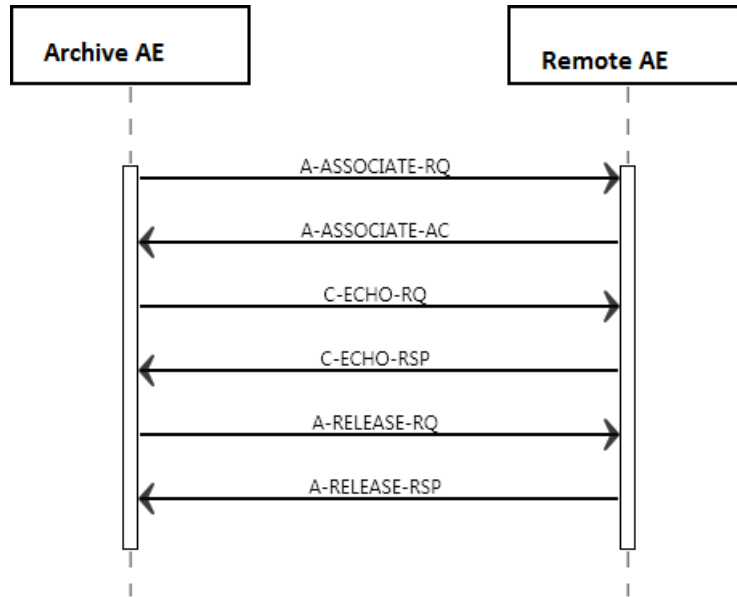 Archive AE
Remote AE
A-ASSOCIATE-RQ
A-ASSOCIATE-AC
C-ECHO-RQ
C-ECHO-RSP
A-RELEASE-RQ
A-RELEASE-RSP